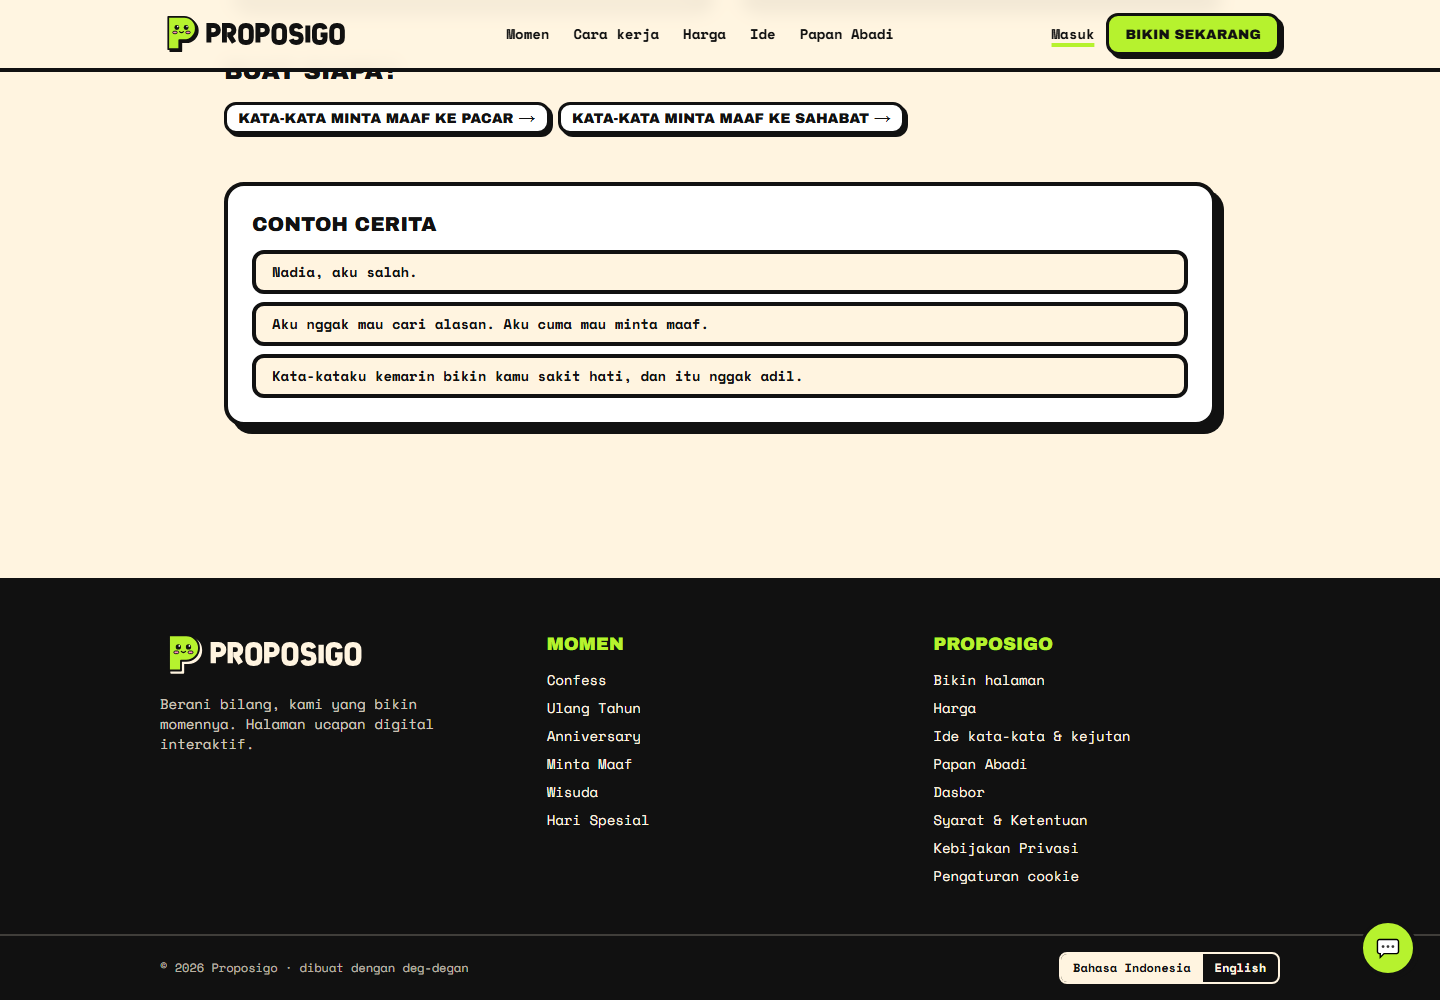 PROPOSIGO
Momen
Cara kerja
Harga
Ide
Papan Abadi
Masuk
BIKIN SEKARANG
BUAT SIAPA?
KATA-KATA MINTA MAAF KE PACAR →
KATA-KATA MINTA MAAF KE SAHABAT →
CONTOH CERITA
Nadia, aku salah.
Aku nggak mau cari alasan. Aku cuma mau minta maaf.
Kata-kataku kemarin bikin kamu sakit hati, dan itu nggak adil.
PROPOSIGO
Berani bilang, kami yang bikin
momennya. Halaman ucapan digital
interaktif.
MOMEN
Confess
Ulang Tahun
Anniversary
Minta Maaf
Wisuda
Hari Spesial
PROPOSIGO
Bikin halaman
Harga
Ide kata-kata & kejutan
Papan Abadi
Dasbor
Syarat & Ketentuan
Kebijakan Privasi
Pengaturan cookie
© 2026 Proposigo · dibuat dengan deg-degan
Bahasa Indonesia
English